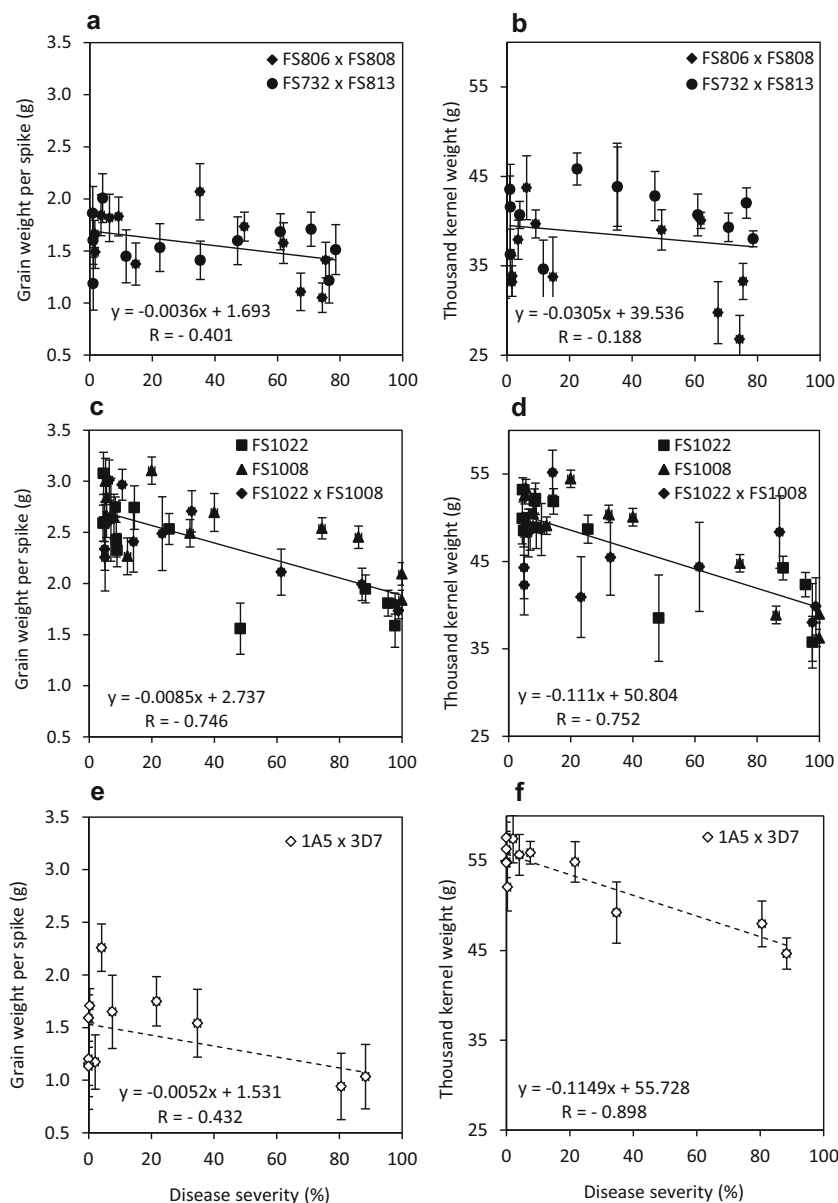 a
Grain weight per spike (g)
3.5
3.0
2.5
2.0
1.5
1.0
0.5
FS806 x FS808
FS732 x FS813
y = -0.0036x + 1.693
R = - 0.401
0 20 40 60 80 100
b
Thousand kernel weight (g)
55
45
35
25
FS806 x FS808
FS732 x FS813
y = -0.0305x + 39.536
R = - 0.188
0 20 40 60 80 100
c
Grain weight per spike (g)
3.5
3.0
2.5
2.0
1.5
1.0
0.5
FS1022
FS1008
FS1022 x FS1008
y = -0.0085x + 2.737
R = - 0.746
0 20 40 60 80 100
d
Thousand kernel weight (g)
55
45
35
25
FS1022
FS1008
FS1022 x FS1008
y = -0.111x + 50.804
R = - 0.752
0 20 40 60 80 100
e
Grain weight per spike (g)
3.5
3.0
2.5
2.0
1.5
1.0
0.5
1A5 x 3D7
y = -0.0052x + 1.531
R = - 0.432
0 20 40 60 80 100
Disease severity (%)
f
Thousand kernel weight (g)
55
45
35
25
1A5 x 3D7
y = -0.1149x + 55.728
R = - 0.898
0 20 40 60 80 100
Disease severity (%)